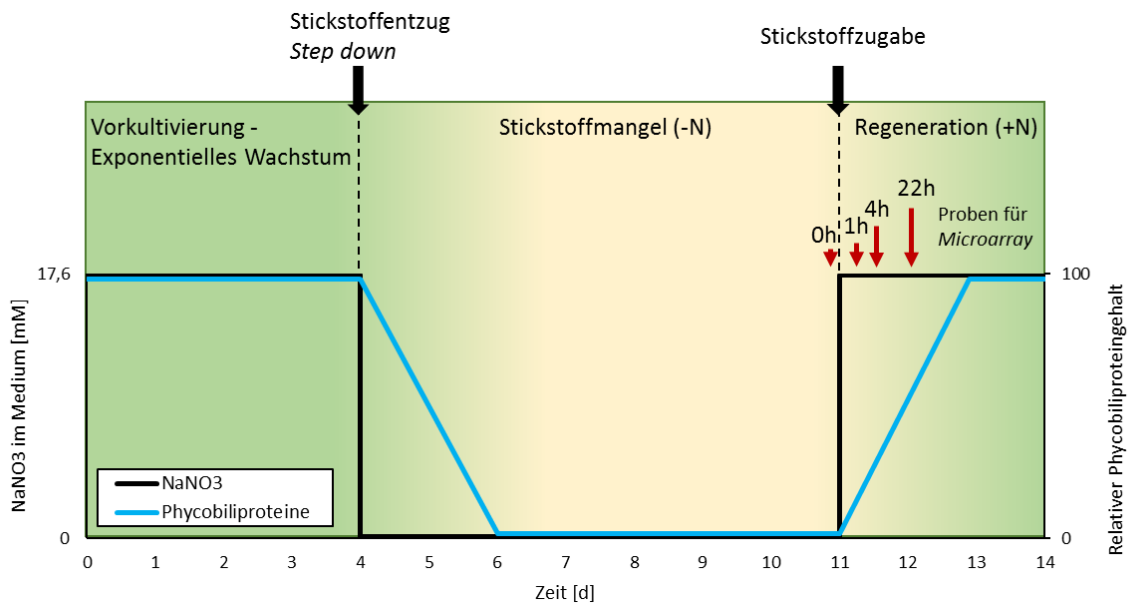 Stickstoffentzug
Step down
Stickstoffzugabe
Vorkultivierung -
Exponentielles Wachstum
Stickstoffmangel (-N)
Regeneration (+N)
0h
1h
4h
22h
Proben für
Microarray
17,6
0
100
0
NaNO3 im Medium [mM]
Relativer Phycobiliproteingehalt
NaNO3
Phycobiliproteine
0 1 2 3 4 5 6 7 8 9 10 11 12 13 14
Zeit [d]